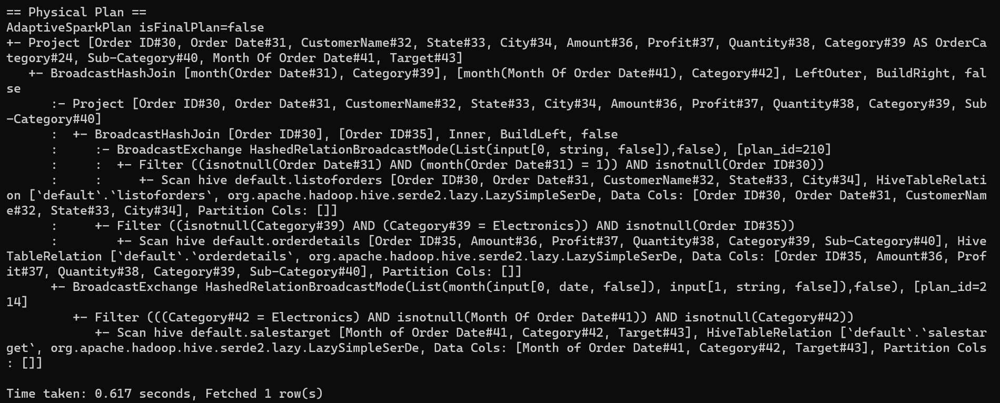 == Physical Plan ==
AdaptiveSparkPlan isFinalPlan=false
+- Project [Order ID#30, Order Date#31, CustomerName#32, State#33, City#34, Amount#36, Profit#37, Quantity#38, Category#39 AS OrderCa
tegory#24, Sub-Category#40, Month Of Order Date#41, Target#43]
   +- BroadcastHashJoin [month(Order Date#31), Category#39], [month(Month Of Order Date#41), Category#42], LeftOuter, BuildRight, fal
se
      :- Project [Order ID#30, Order Date#31, CustomerName#32, State#33, City#34, Amount#36, Profit#37, Quantity#38, Category#39, Sub
-Category#40]
      :  +- BroadcastHashJoin [Order ID#30], [Order ID#35], Inner, BuildLeft, false
      :     :- BroadcastExchange HashedRelationBroadcastMode(List(input[0, string, false]),false), [plan_id=210]
      :     :  +- Filter ((isnotnull(Order Date#31) AND (month(Order Date#31) = 1)) AND isnotnull(Order ID#30))
      :     :     +- Scan hive default.listoforders [Order ID#30, Order Date#31, CustomerName#32, State#33, City#34], HiveTableRelati
on [`default`.`listoforders`, org.apache.hadoop.hive.serde2.lazy.LazySimpleSerDe, Data Cols: [Order ID#30, Order Date#31, CustomerNam
e#32, State#33, City#34], Partition Cols: []]
      :     +- Filter ((isnotnull(Category#39) AND (Category#39 = Electronics)) AND isnotnull(Order ID#35))
      :        +- Scan hive default.orderdetails [Order ID#35, Amount#36, Profit#37, Quantity#38, Category#39, Sub-Category#40], Hive
TableRelation [`default`.`orderdetails`, org.apache.hadoop.hive.serde2.lazy.LazySimpleSerDe, Data Cols: [Order ID#35, Amount#36, Prof
it#37, Quantity#38, Category#39, Sub-Category#40], Partition Cols: []]
      +- BroadcastExchange HashedRelationBroadcastMode(List(month(input[0, date, false]), input[1, string, false]),false), [plan_id=2
14]
         +- Filter (((Category#42 = Electronics) AND isnotnull(Month Of Order Date#41)) AND isnotnull(Category#42))
            +- Scan hive default.salestarget [Month of Order Date#41, Category#42, Target#43], HiveTableRelation [`default`.`salestar
get`, org.apache.hadoop.hive.serde2.lazy.LazySimpleSerDe, Data Cols: [Month of Order Date#41, Category#42, Target#43], Partition Cols
: []]
Time taken: 0.617 seconds, Fetched 1 row(s)